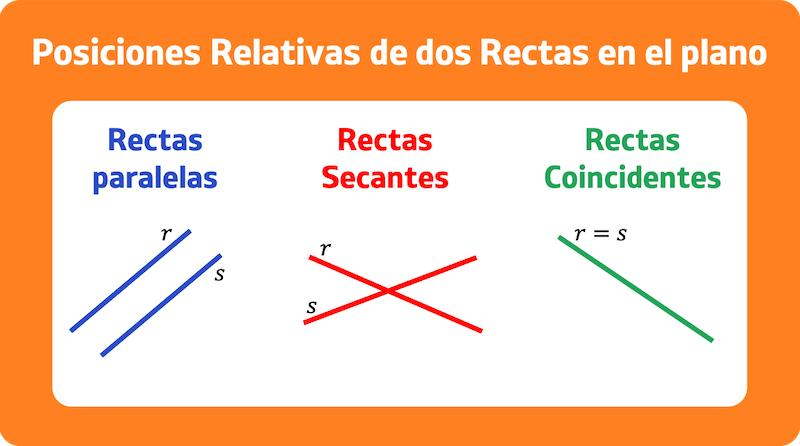 Posiciones Relativas de dos Rectas en el plano
Rectas
paralelas
r
s
Rectas
Secantes
r
s
Rectas
Coincidentes
r = s